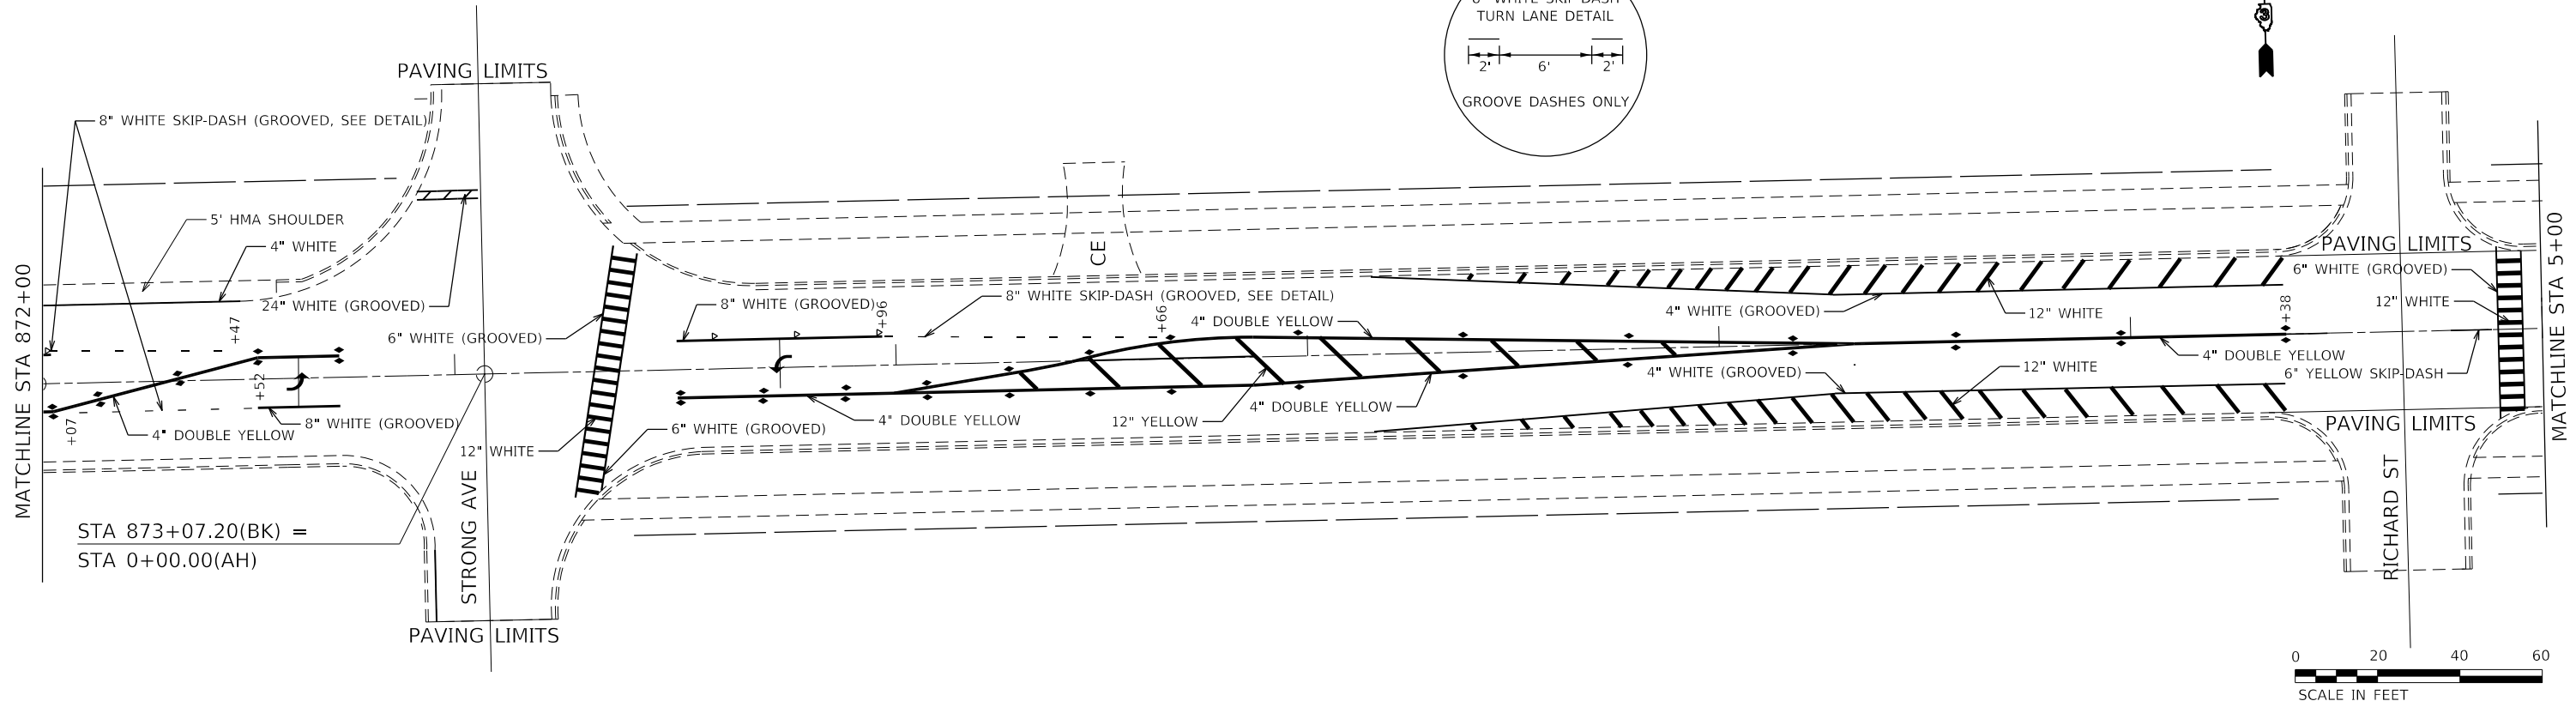 8" WHITE SKIP-DASH
TURN LANE DETAIL
2'
6'
2'
GROOVE DASHES ONLY
3
PAVING LIMITS
8" WHITE SKIP-DASH (GROOVED, SEE DETAIL)
5' HMA SHOULDER
4" WHITE
24" WHITE (GROOVED)
MATCHLINE STA 872+00
+47
+52
+07
4" DOUBLE YELLOW
8" WHITE (GROOVED)
6" WHITE (GROOVED)
12" WHITE
6" WHITE (GROOVED)
STRONG AVE
STA 873+07.20(BK) =
STA 0+00.00(AH)
PAVING LIMITS
8" WHITE (GROOVED)
+96
8" WHITE SKIP-DASH (GROOVED, SEE DETAIL)
CE
+66
4" DOUBLE YELLOW
4" DOUBLE YELLOW
12" YELLOW
4" DOUBLE YELLOW
4" WHITE (GROOVED)
12" WHITE
4" WHITE (GROOVED)
12" WHITE
+38
4" DOUBLE YELLOW
6" YELLOW SKIP-DASH
PAVING LIMITS
6" WHITE (GROOVED)
12" WHITE
PAVING LIMITS
RICHARD ST
MATCHLINE STA 5+00
0 20 40 60
SCALE IN FEET